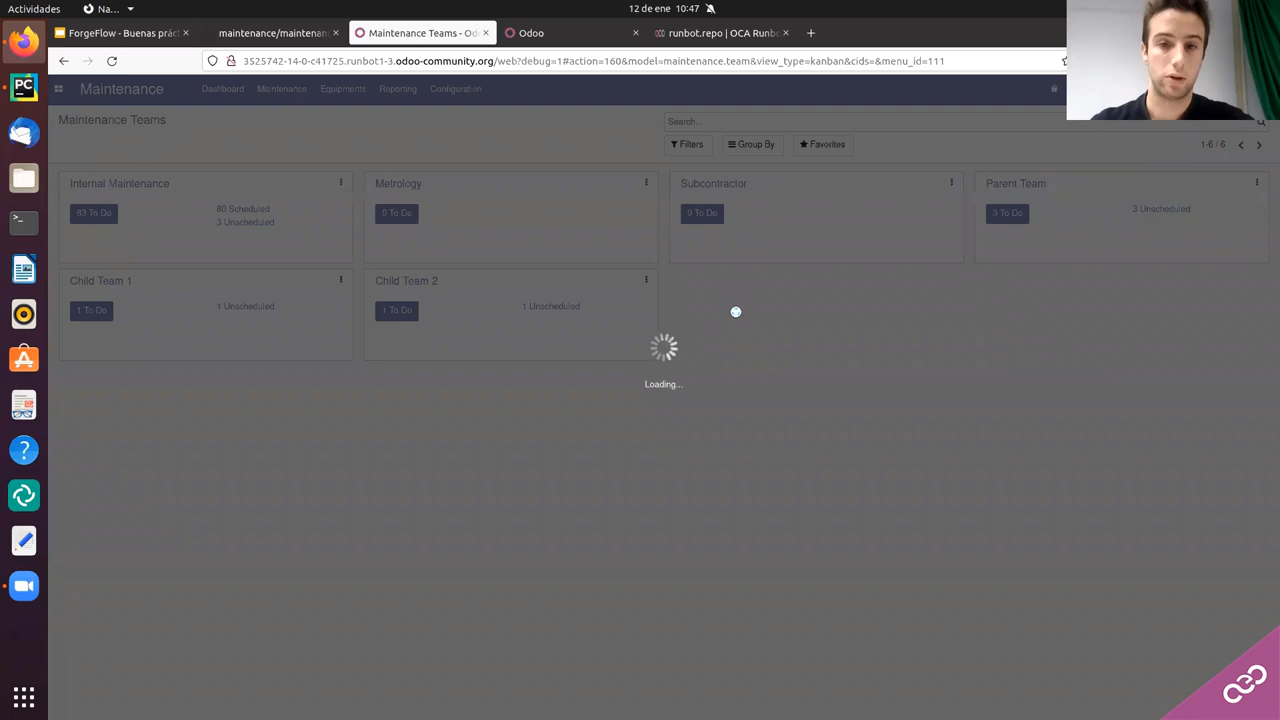 Actividades
Na...
12 de ene 10:47
ForgeFlow - Buenas prác
maintenance/maintenan
Maintenance Teams - Od
Odoo
runbot.repo | OCA Runbo
3525742-14-0-c41725.runbot1-3.odoo-community.org/web?debug=1#action=160&model=maintenance.team&view_type=kanban&cids=&menu_id=111
Maintenance
Dashboard
Maintenance
Equipments
Reporting
Configuration
Maintenance Teams
Search...
Filters
Group By
Favorites
1-6 / 6
Internal Maintenance
83 To Do
80 Scheduled
3 Unscheduled
Metrology
0 To Do
Subcontractor
0 To Do
Parent Team
3 To Do
3 Unscheduled
Child Team 1
1 To Do
1 Unscheduled
Child Team 2
1 To Do
1 Unscheduled
Loading...